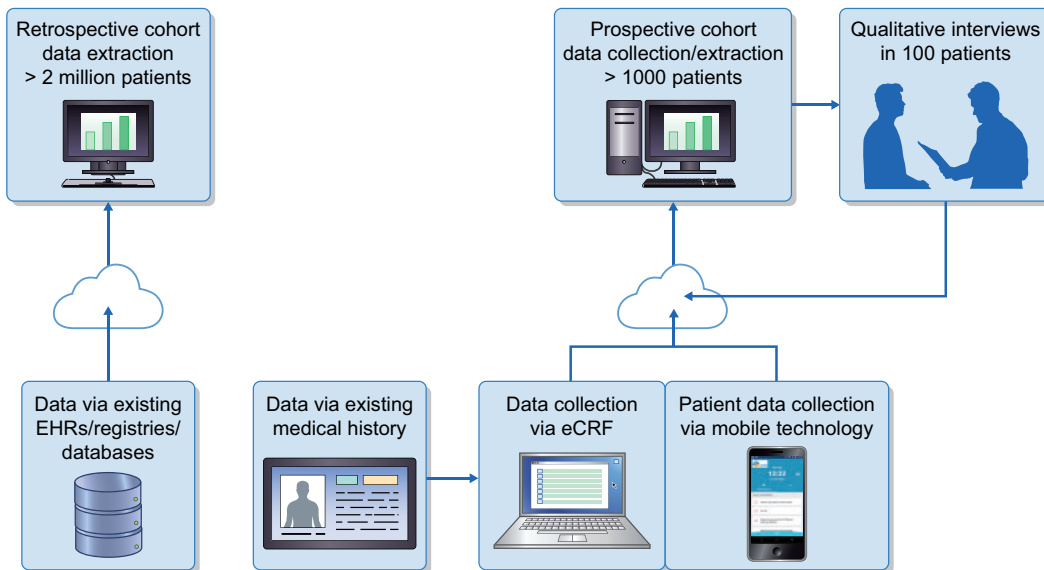 Retrospective cohort
data extraction
> 2 million patients
Prospective cohort
data collection/extraction
> 1000 patients
Qualitative interviews
in 100 patients
Data via existing
EHRs/registries/
databases
Data via existing
medical history
Data collection
via eCRF
Patient data collection
via mobile technology
12:22